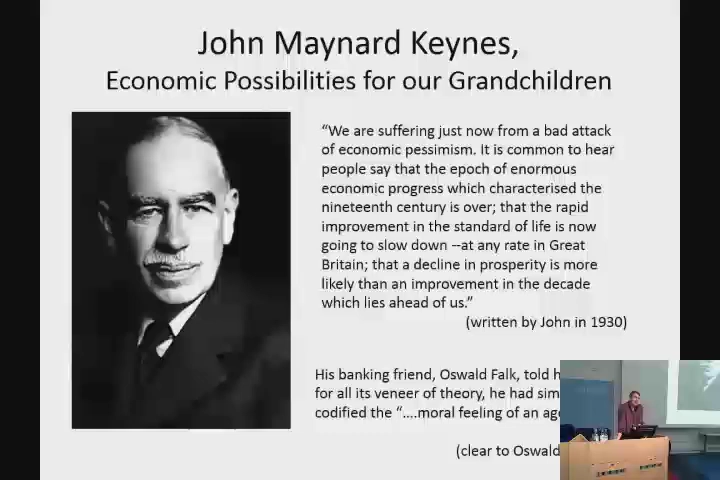 John Maynard Keynes,
Economic Possibilities for our Grandchildren
“We are suffering just now from a bad attack
of economic pessimism. It is common to hear
people say that the epoch of enormous
economic progress which characterised the
nineteenth century is over; that the rapid
improvement in the standard of life is now
going to slow down --at any rate in Great
Britain; that a decline in prosperity is more
likely than an improvement in the decade
which lies ahead of us.”
(written by John in 1930)
His banking friend, Oswald Falk, told
for all its veneer of theory, he had
codified the “....moral feeling of an
(clear to Oswald